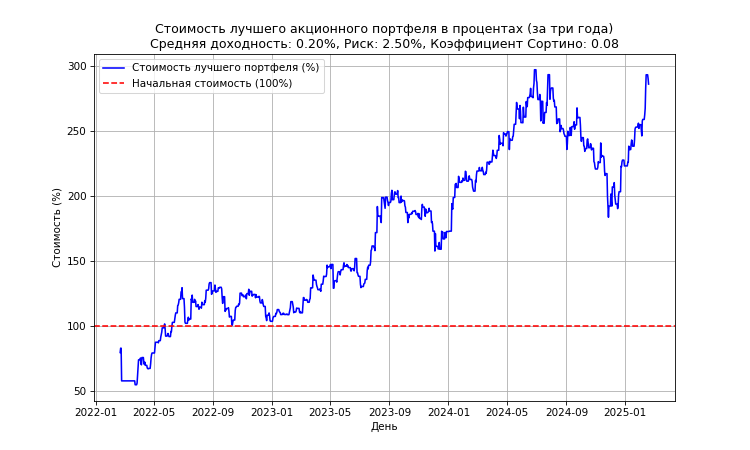 Стоимость лучшего акционного портфеля в процентах (за три года)
Средняя доходность: 0.20%, Риск: 2.50%, Коэффициент Сортино: 0.08
Стоимость лучшего портфеля (%)
Начальная стоимость (100%)
Стоимость (%)
300
250
200
150
100
50
2022-01 2022-05 2022-09 2023-01 2023-05 2023-09 2024-01 2024-05 2024-09 2025-01
День